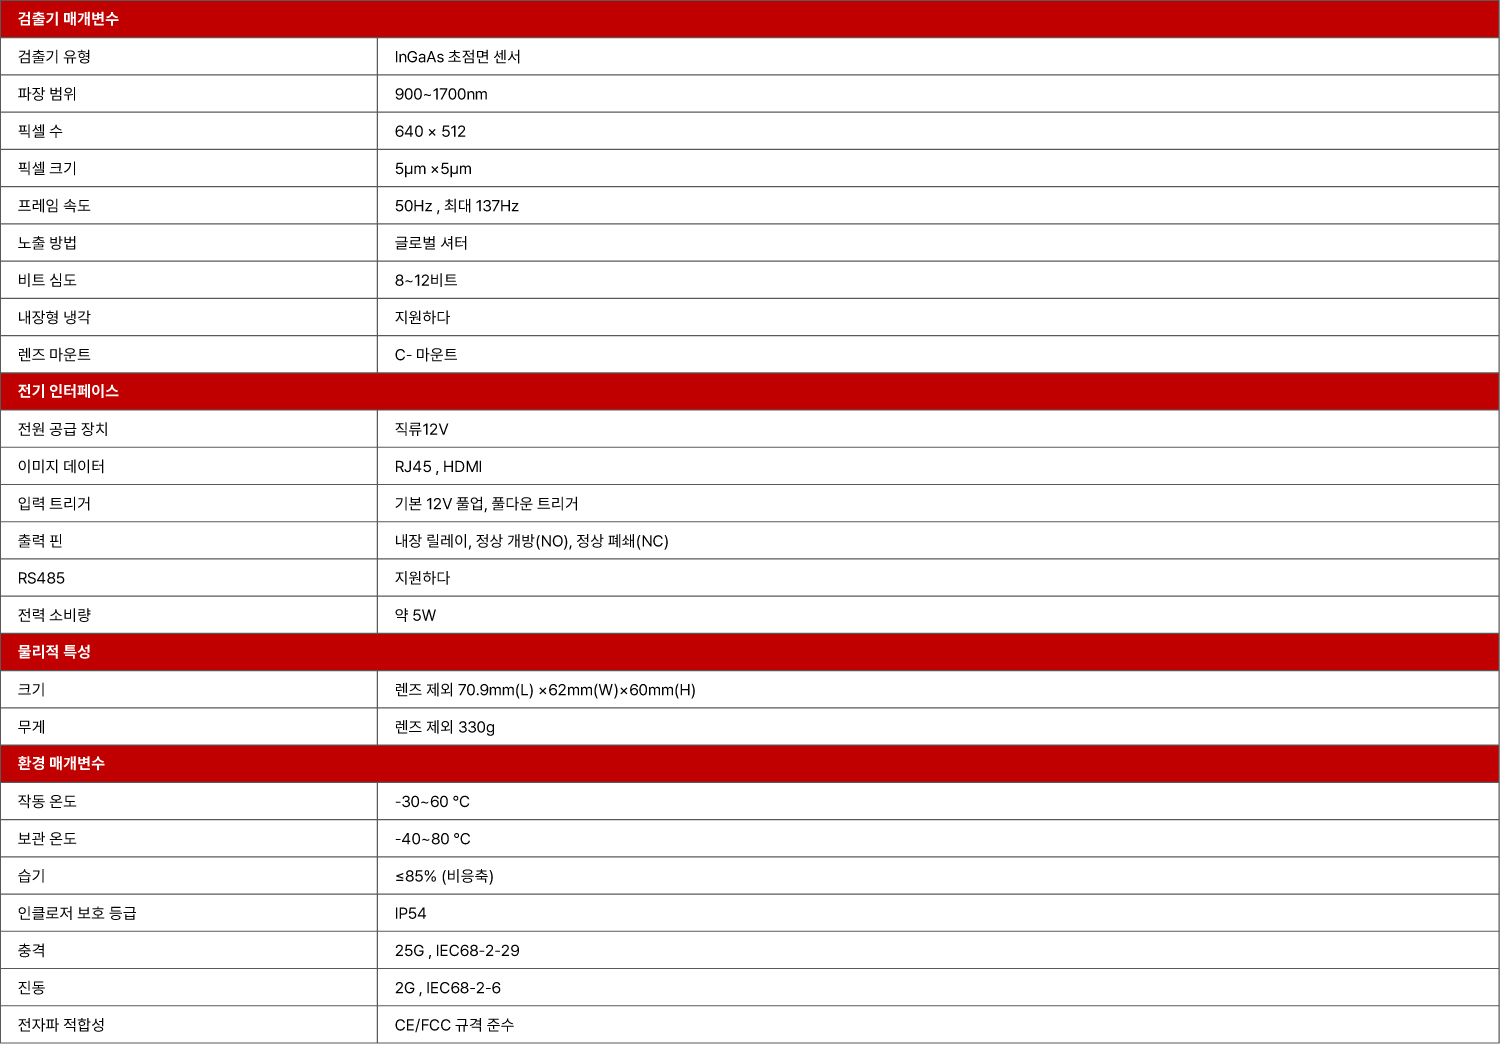 검출기 매개변수
검출기 유형 InGaAs 초점면 센서
파장 범위 900~1700nm
픽셀 수 640 × 512
픽셀 크기 5μm ×5μm
프레임 속도 50Hz , 최대 137Hz
노출 방법 글로벌 셔터
비트 심도 8~12비트
내장형 냉각 지원하다
렌즈 마운트 C- 마운트
전기 인터페이스
전원 공급 장치 직류12V
이미지 데이터 RJ45 , HDMI
입력 트리거 기본 12V 풀업, 풀다운 트리거
출력 핀 내장 릴레이, 정상 개방(NO), 정상 폐쇄(NC)
RS485 지원하다
전력 소비량 약 5W
물리적 특성
크기 렌즈 제외 70.9mm(L) ×62mm(W)×60mm(H)
무게 렌즈 제외 330g
환경 매개변수
작동 온도 -30~60 ℃
보관 온도 -40~80 ℃
습기 ≤85% (비응축)
인클로저 보호 등급 IP54
충격 25G , IEC68-2-29
진동 2G , IEC68-2-6
전자파 적합성 CE/FCC 규격 준수